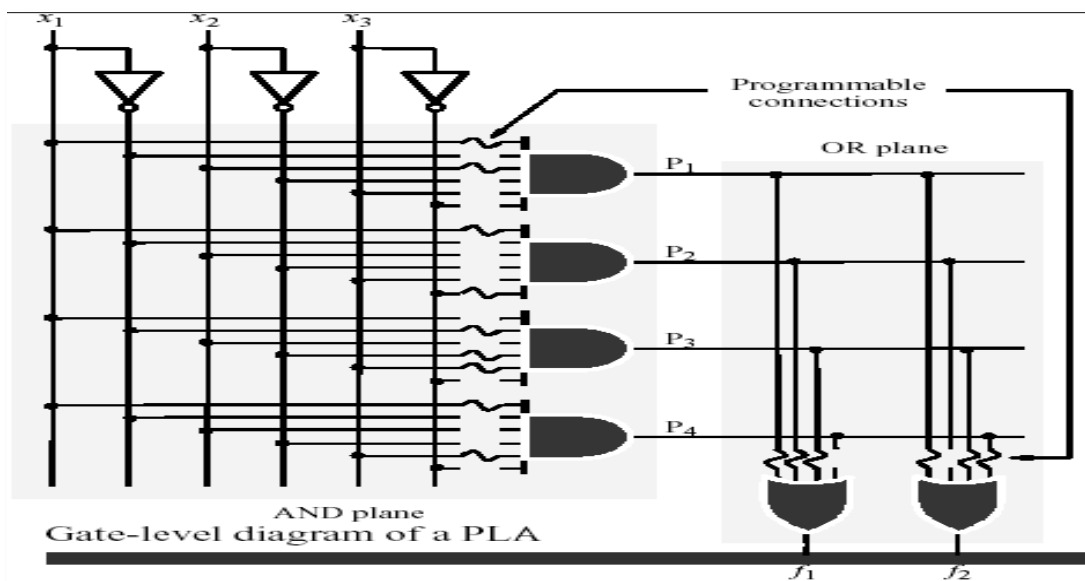 x1 x2 x3
Programmable
connections
OR plane
P1
P2
P3
P4
AND plane
Gate-level diagram of a PLA
f1 f2